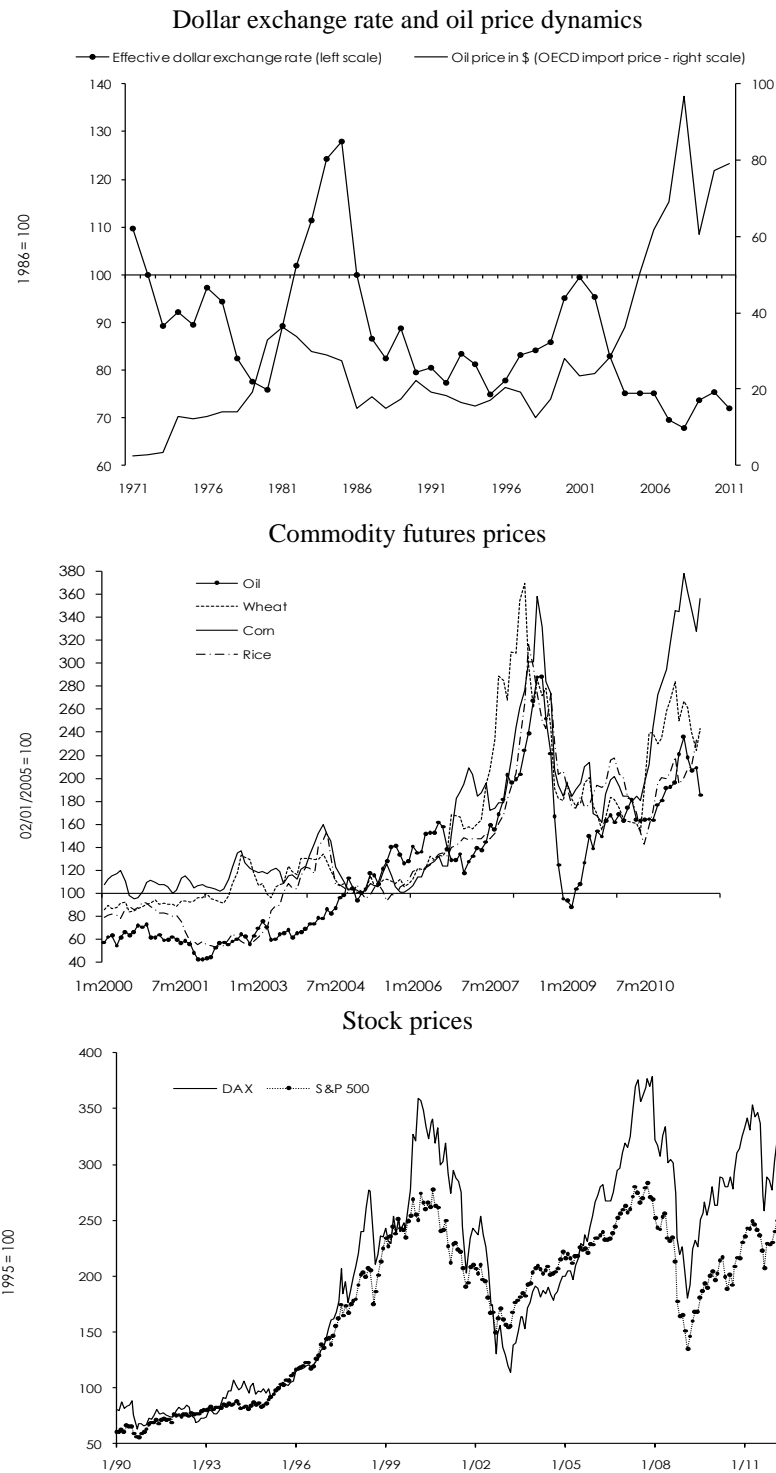 Dollar exchange rate and oil price dynamics
Effective dollar exchange rate (left scale) Oil price in $ (OECD import price - right scale)
140 100
130
120 80
110 60
1986 = 100
100
90 40
80 20
70
60 0
1971 1976 1981 1986 1991 1996 2001 2006 2011
Commodity futures prices
380
360
340
320
300
280
260
240
220
200
180
160
140
120
100
80
60
40
Oil
Wheat
Corn
Rice
02/01/2005 = 100
1m2000 7m2001 1m2003 7m2004 1m2006 7m2007 1m2009 7m2010
Stock prices
400
350
300
250
200
150
100
50
DAX S&P 500
1995 = 100
1/90 1/93 1/96 1/99 1/02 1/05 1/08 1/11